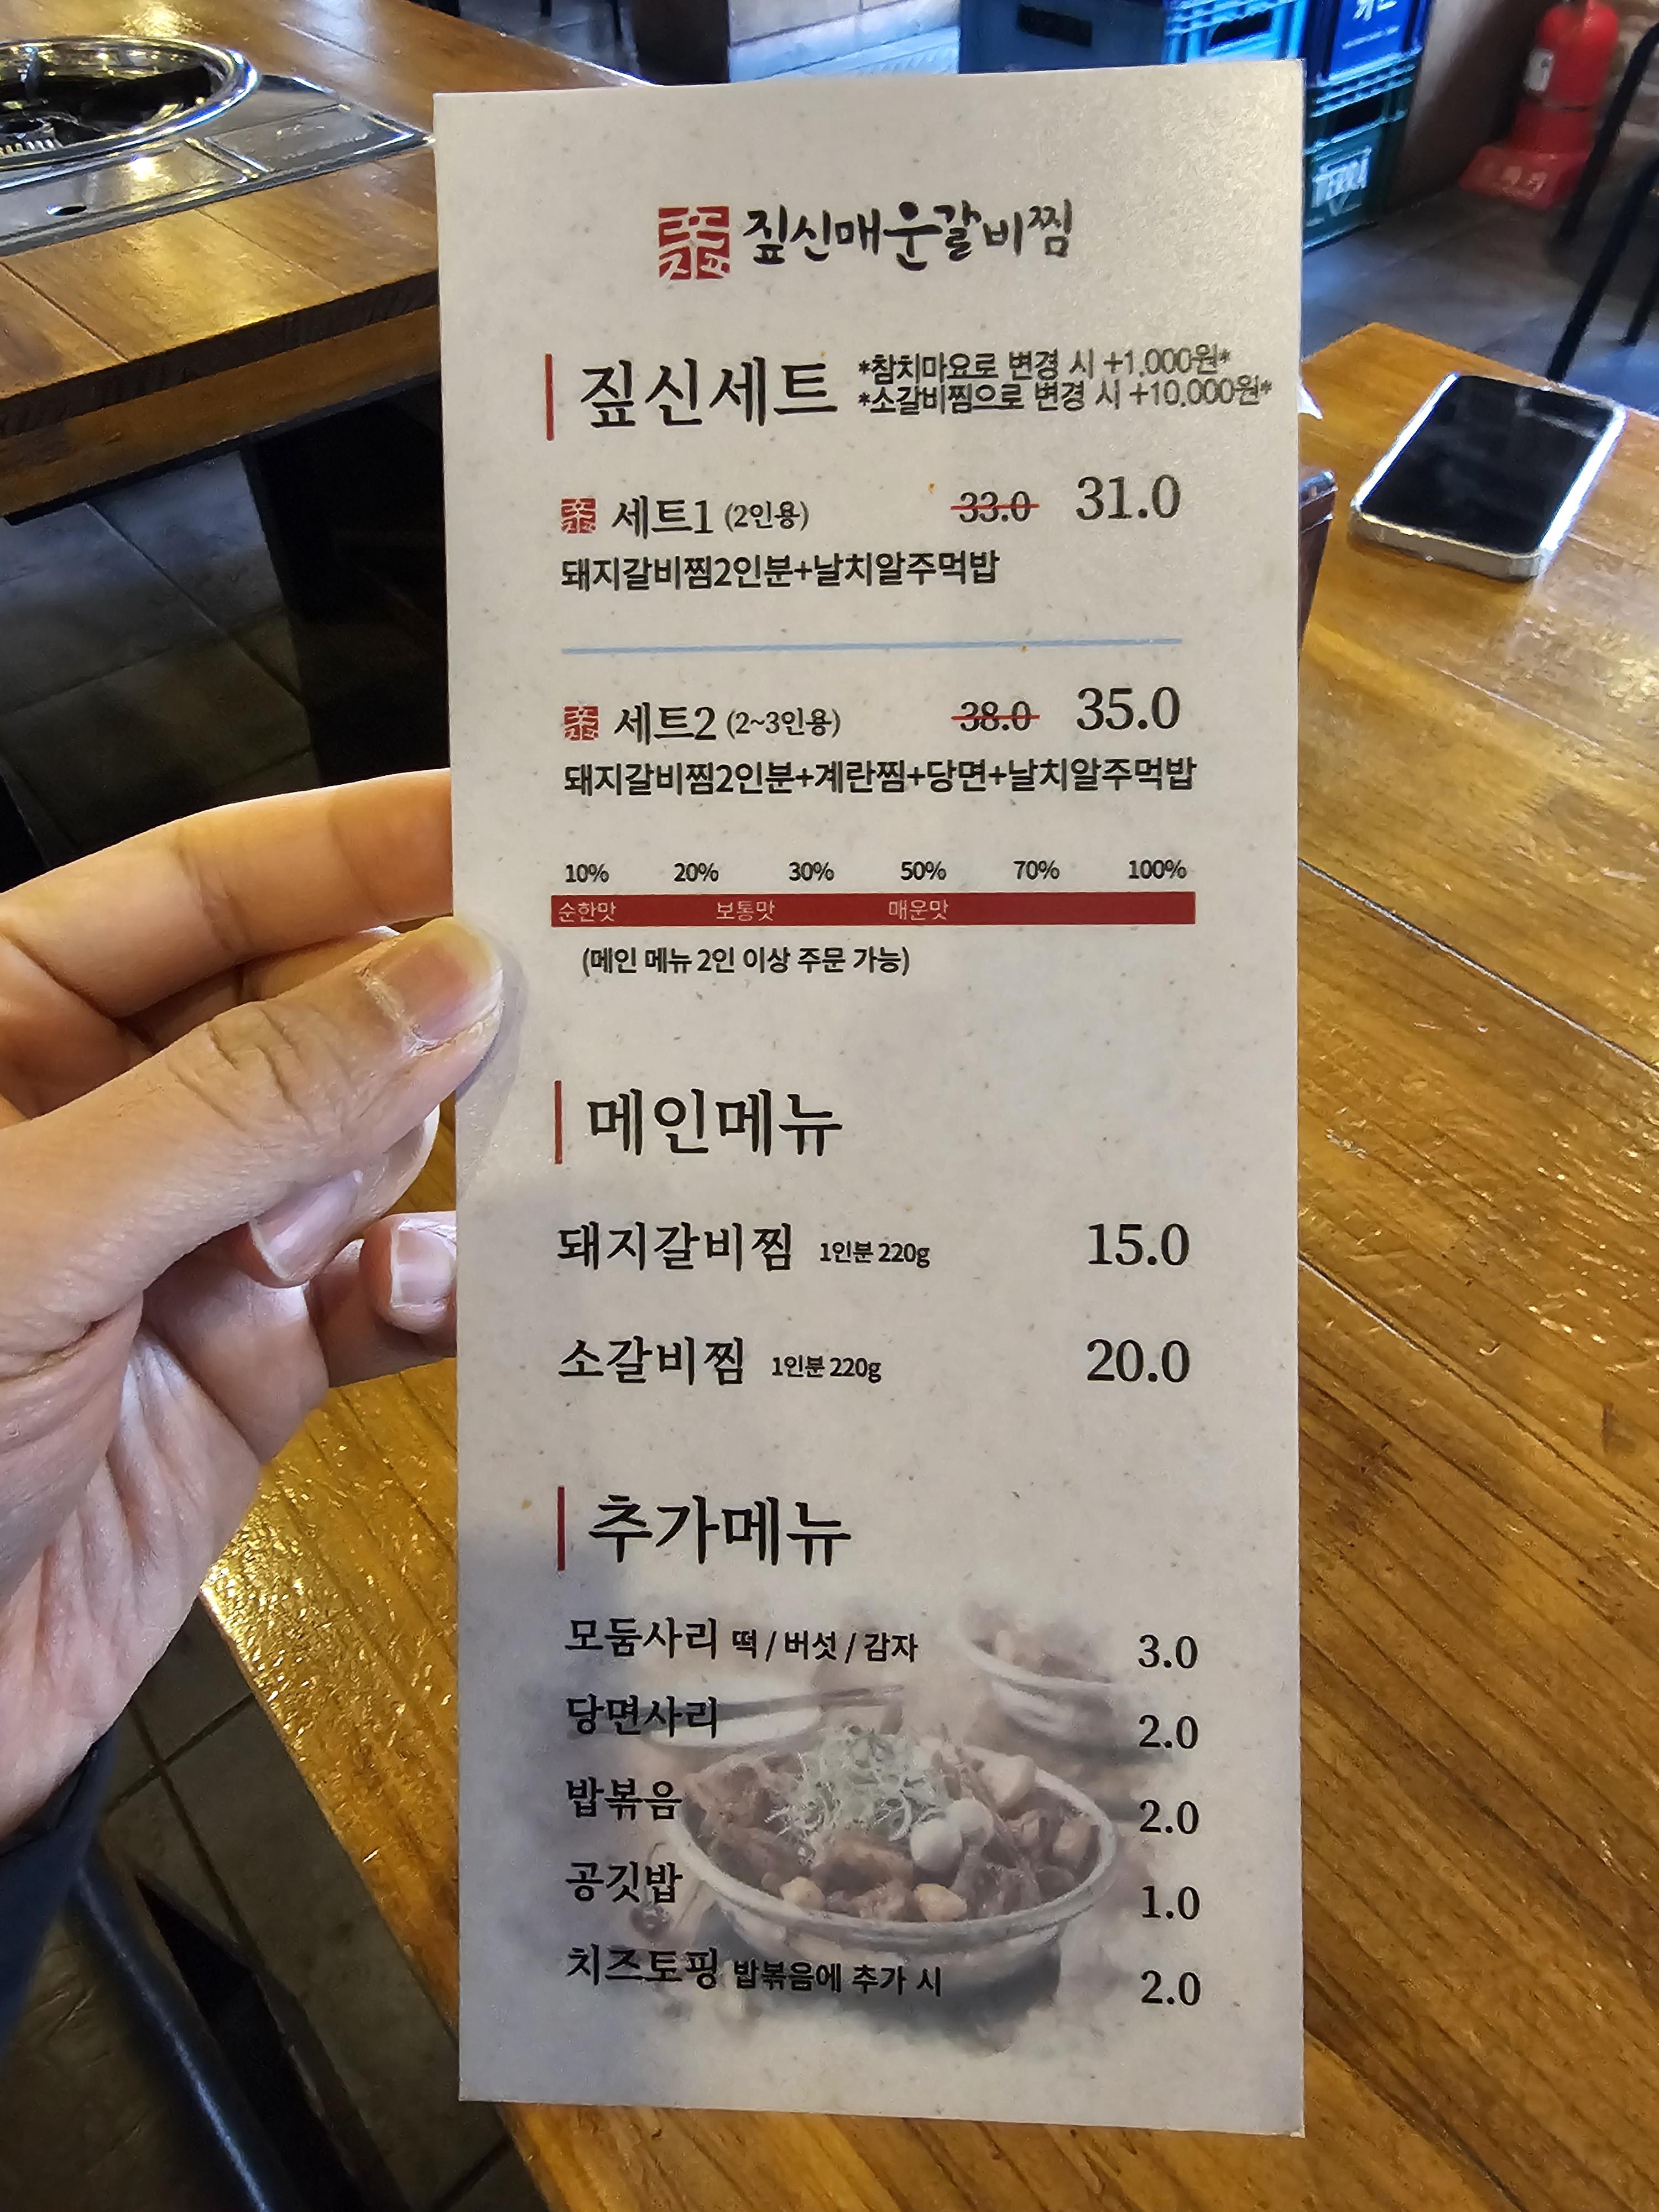 짚신매운갈비찜
짚신세트 *참치마요로 변경 시 +1,000원*
*소갈비찜으로 변경 시 +10,000원*
세트1 (2인용) 33.0 31.0
돼지갈비찜2인분+날치알주먹밥
세트2 (2~3인용) 38.0 35.0
돼지갈비찜2인분+계란찜+당면+날치알주먹밥
10% 20% 30% 50% 70% 100%
순한맛 보통맛 매운맛
(메인 메뉴 2인 이상 주문 가능)
메인메뉴
돼지갈비찜 1인분 220g 15.0
소갈비찜 1인분 220g 20.0
추가메뉴
모둠사리 떡 / 버섯 / 감자 3.0
당면사리 2.0
밥볶음 2.0
공깃밥 1.0
치즈토핑 밥볶음에 추가 시 2.0
TERRA